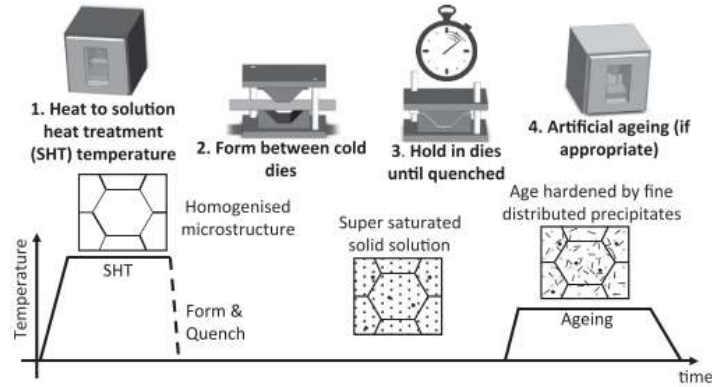 1. Heat to solution
heat treatment
(SHT) temperature
2. Form between cold
dies
3. Hold in dies
until quenched
4. Artificial ageing (if
appropriate)
Homogenised
microstructure
Super saturated
solid solution
Age hardened by fine
distributed precipitates
Temperature
SHT
Form &
Quench
Ageing
time